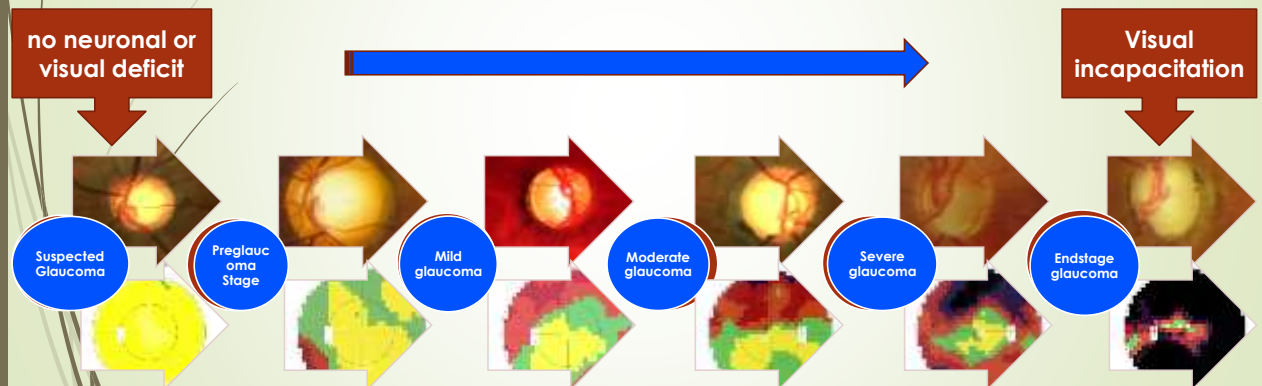 no neuronal or
visual deficit
Visual
incapacitation
Suspected
Glaucoma
Preglauc
oma
Stage
Mild
glaucoma
Moderate
glaucoma
Severe
glaucoma
Endstage
glaucoma